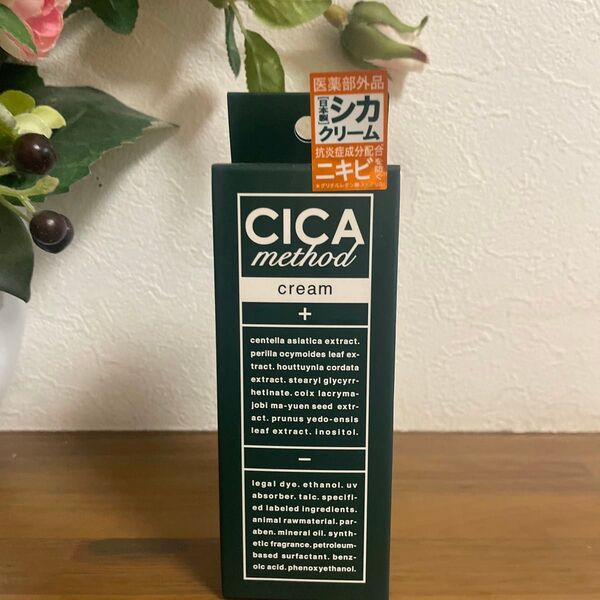 医薬部外品
[日本製]シカ
クリーム
抗炎症成分配合
ニキビを防ぐ
CICA
method
cream
+
centella asiatica extract.
perilla ocymoides leaf ex-
tract. houttuynia cordata
extract. stearyl glycyrr-
hetinate. coix lacryma-
jobi ma-yuen seed extr-
act. prunus yedo-ensis
leaf extract. inositol.
−
legal dye. ethanol. uv
absorber. talc. specifi-
ed labeled ingredients.
animal rawmaterial. par-
aben. mineral oil. synth-
etic fragrance. petroleum-
based surfactant. benz-
oic acid. phenoxyethanol.